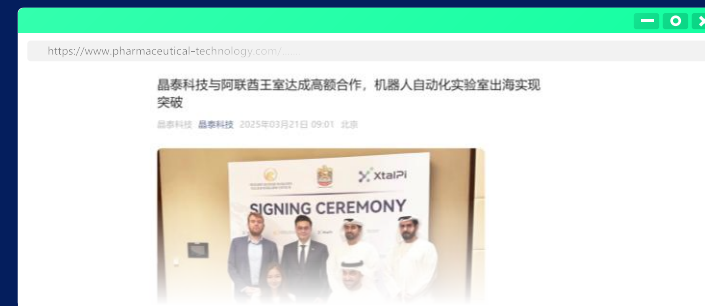 https://www.pharmaceutical-technology.com/......
晶泰科技与阿联酋王室达成高额合作，机器人自动化实验室出海实现
突破
晶泰科技 晶泰科技 2025年03月21日 09:01 北京
XtalPi
SIGNING CEREMONY